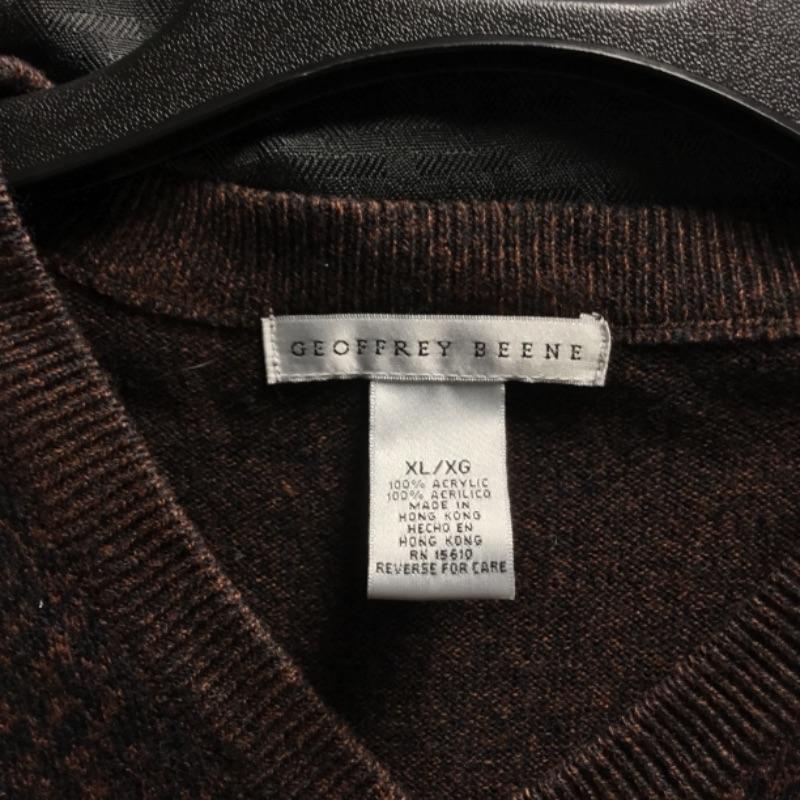 GEOFFREY BEENE
XL/XG
100% ACRYLIC
100% ACRILICO
MADE IN
HONG KONG
HECHO EN
HONG KONG
RN 15610
REVERSE FOR CARE